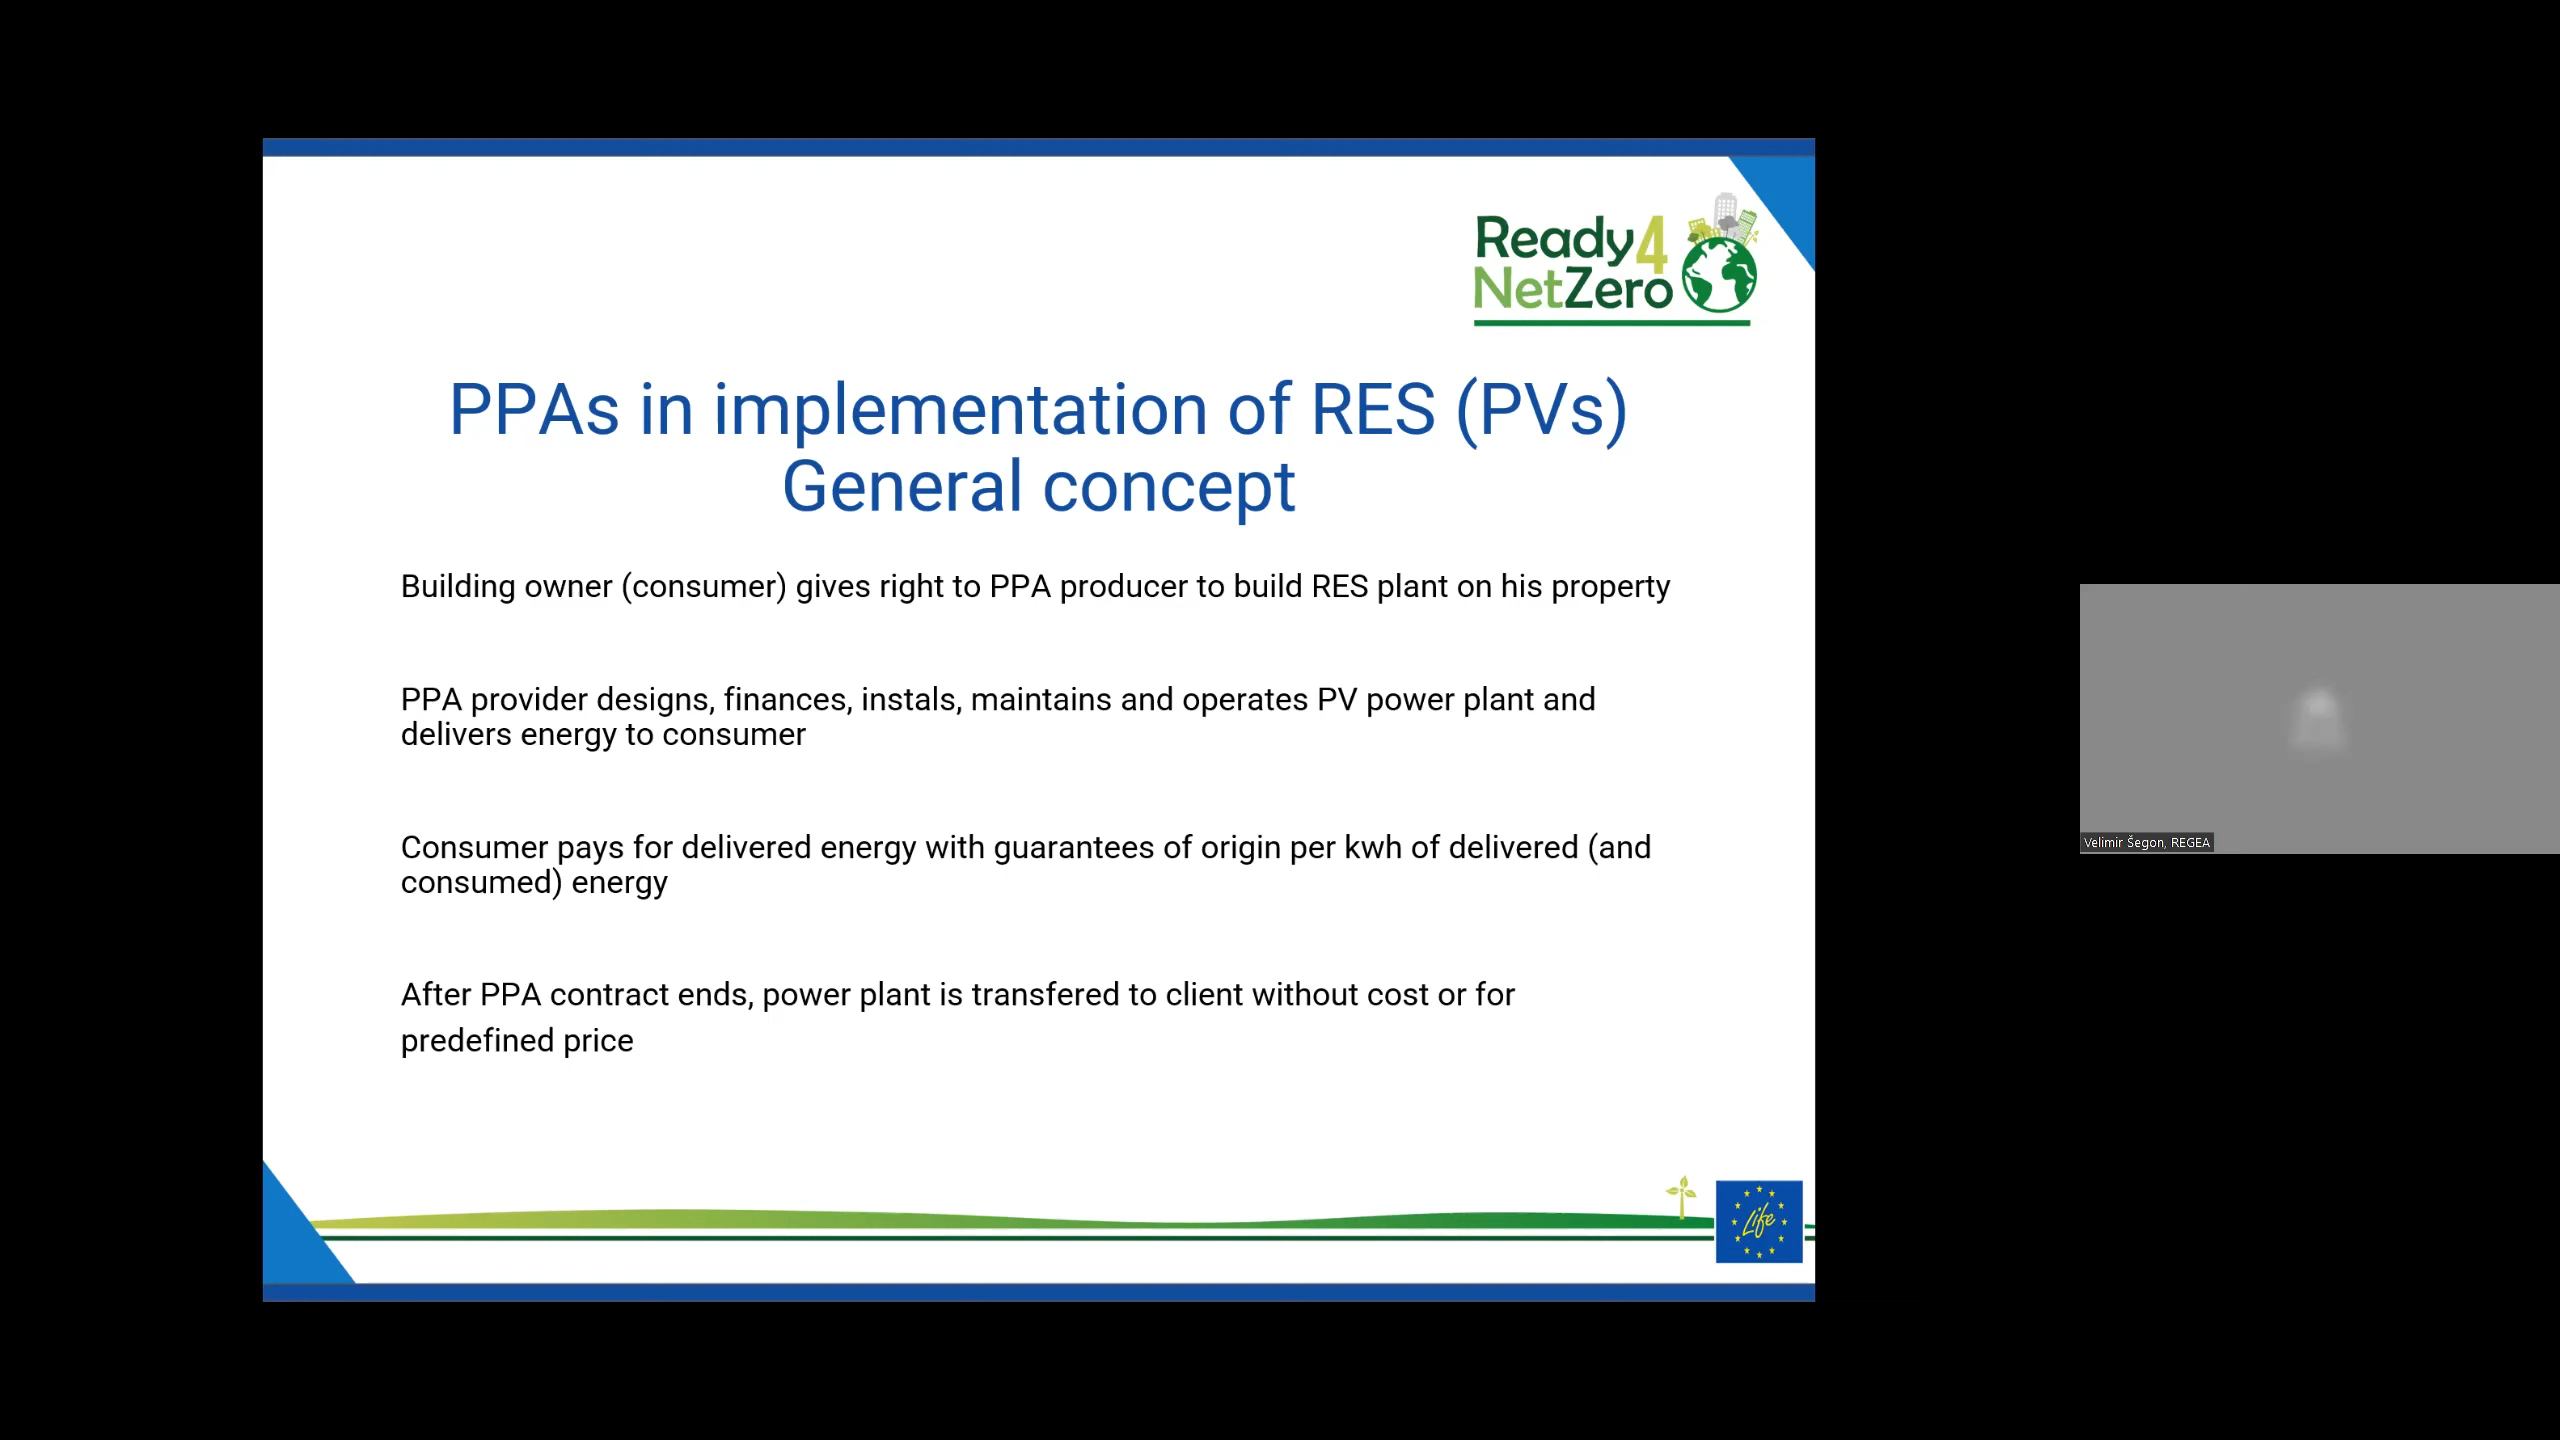 Ready4
NetZero
PPAs in implementation of RES (PVs)
General concept
Building owner (consumer) gives right to PPA producer to build RES plant on his property
PPA provider designs, finances, instals, maintains and operates PV power plant and
delivers energy to consumer
Consumer pays for delivered energy with guarantees of origin per kwh of delivered (and
consumed) energy
After PPA contract ends, power plant is transfered to client without cost or for
predefined price
Life
Velimir Šegon, REGEA